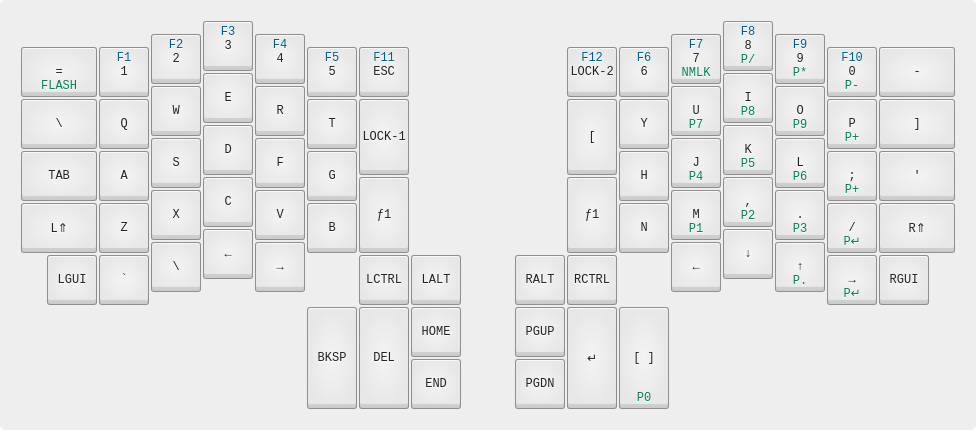 F3 F8
3 8
P/
F2 F4 F7 F9
2 4 7 9
NMLK P*
F1 F5 F11 F12 F6 F10
= 1 5 ESC LOCK-2 6 0 -
FLASH P-
E I
P8
W R U O
P7 P9
\ Q T LOCK-1 [ Y P ]
P+
D K
P5
S F J L
P4 P6
TAB A G H ; '
P+
C ,
P2
X V M .
P1 P3
L⇑ Z B ƒ1 ƒ1 N / R⇑
P↵
← ↓
\ → ← ↑
P.
LGUI ` LCTRL LALT RALT RCTRL → RGUI
P↵
HOME PGUP
BKSP DEL ↵ [ ]
END PGDN
P0